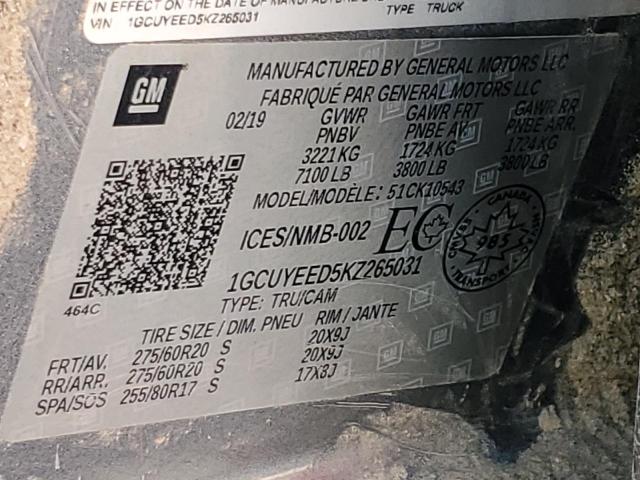 IN EFFECT ON THE DATE OF MANUFACTURE
VIN 1GCUYEED5KZ265031 TYPE TRUCK
GM
MANUFACTURED BY GENERAL MOTORS LLC
FABRIQUÉ PAR GENERAL MOTORS LLC
02/19 GVWR GAWR FRT GAWR RR
PNBV PNBE AV. PNBE ARR.
3221 KG 1724 KG 1724 KG
7100 LB 3800 LB 3800 LB
MODEL/MODÈLE: 51CK10543
ICES/NMB-002 EC
CANADA
983
TRANSPORT
1GCUYEED5KZ265031
464C
TYPE: TRU/CAM
TIRE SIZE / DIM. PNEU RIM / JANTE
FRT/AV. 275/60R20 S 20X9J
RR/ARR. 275/60R20 S 20X9J
SPA/SOS 255/80R17 S 17X8J